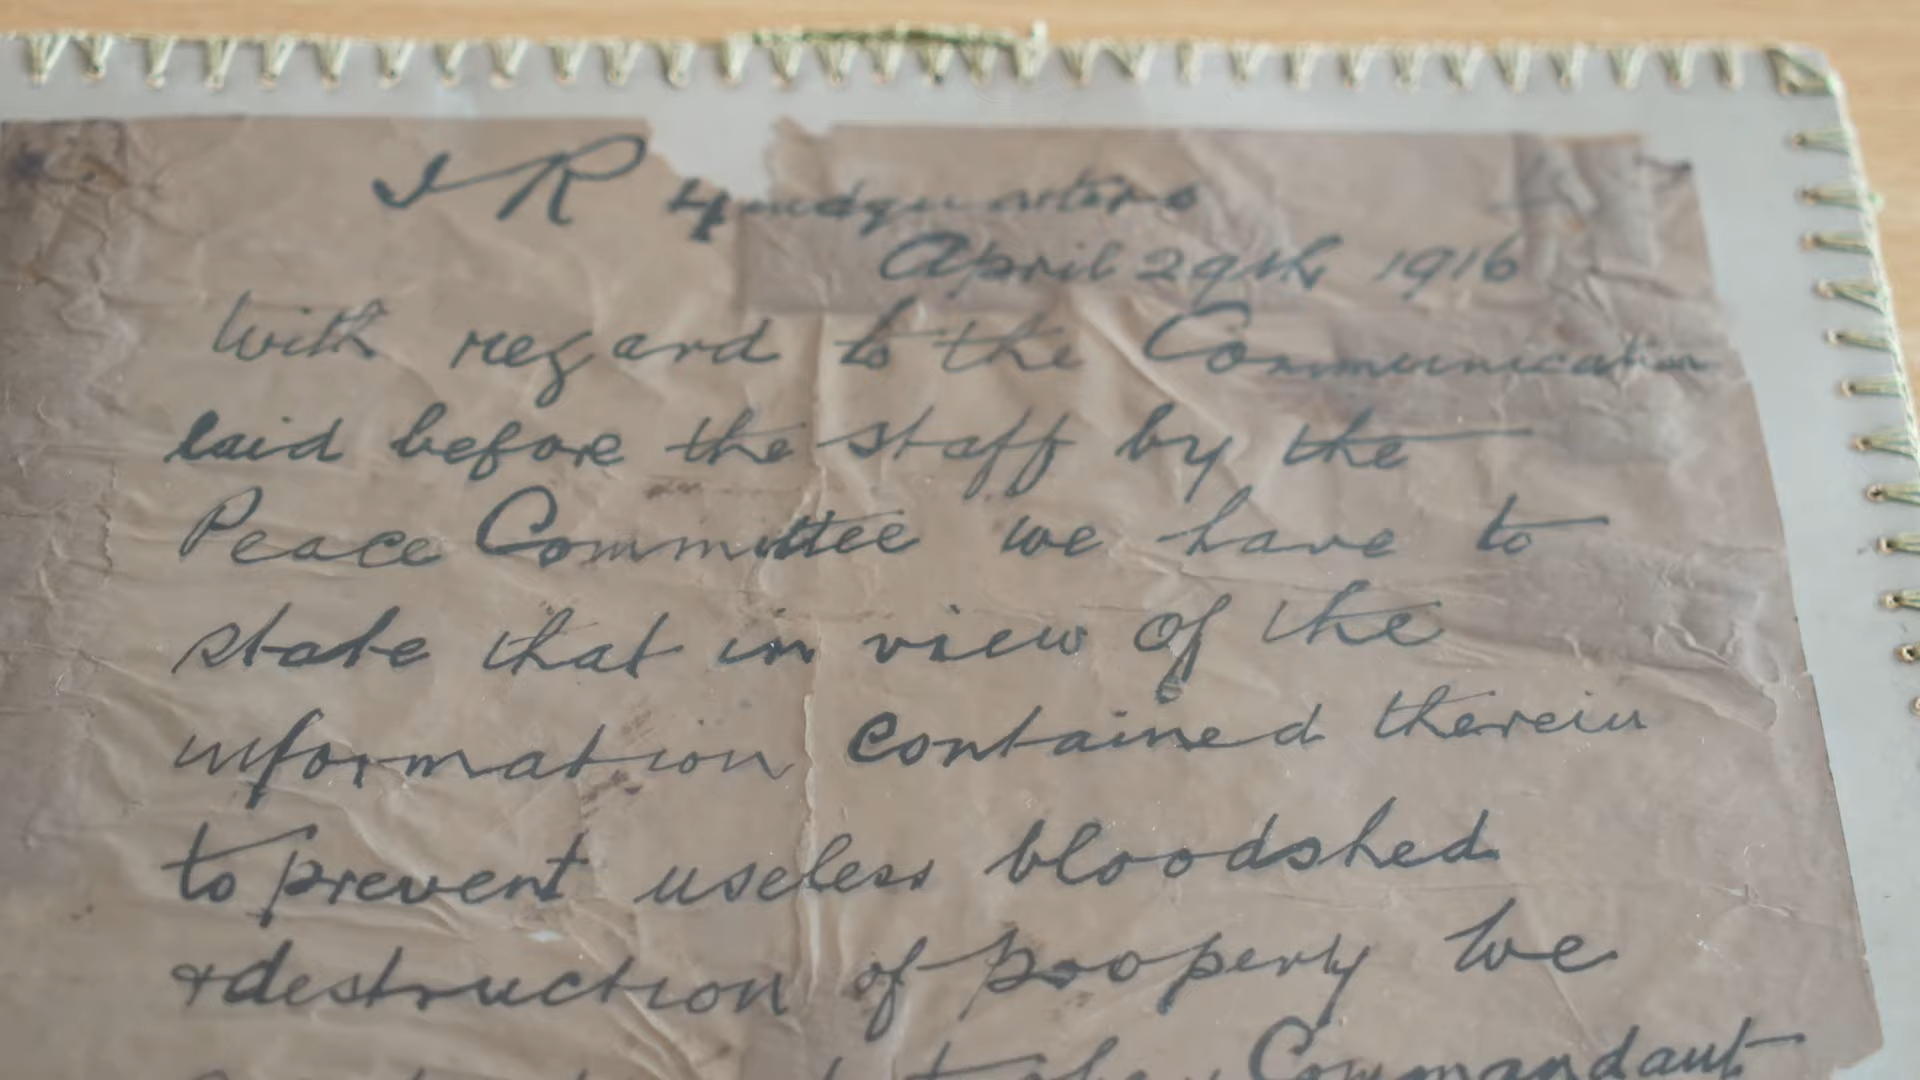 I R Headquarters
April 29th 1916
With regard to the Communication
laid before the staff by the
Peace Committee we have to
state that in view of the
information contained therein
to prevent useless bloodshed
& destruction of property we
Commandant